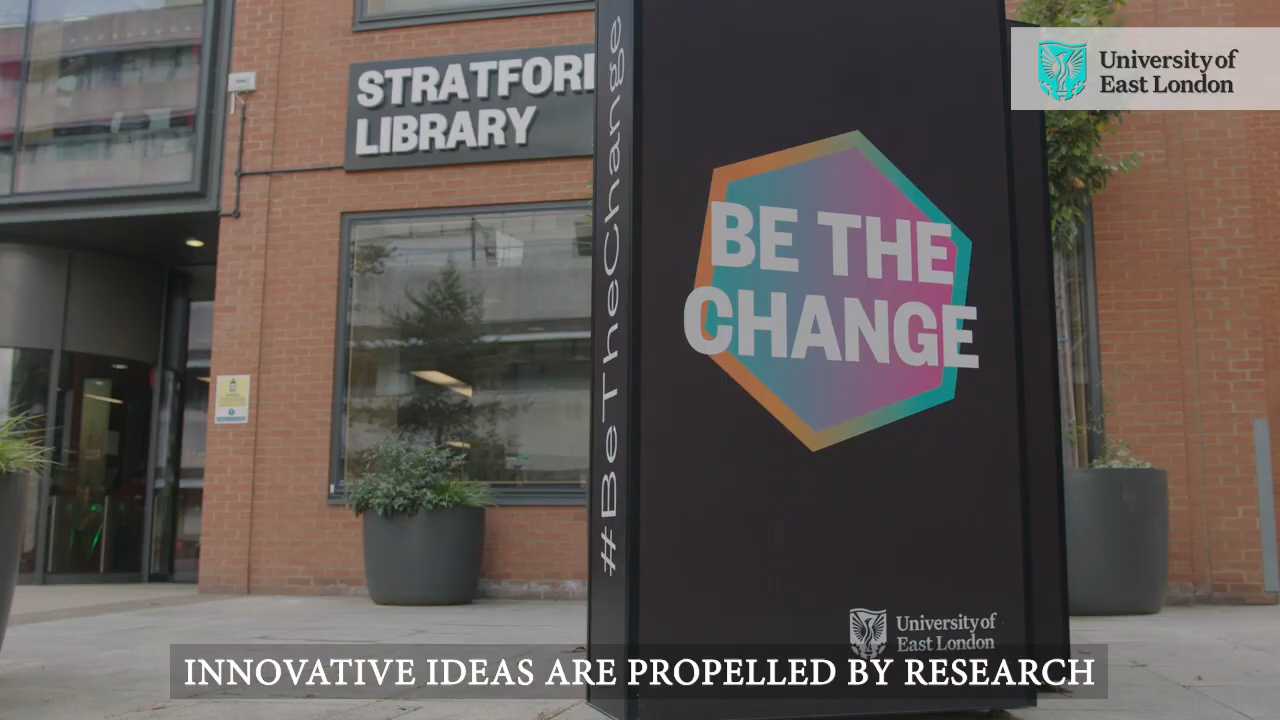 STRATFOR
LIBRARY
#BeTheChange
University of
East London
BE THE
CHANGE
University of
East London
INNOVATIVE IDEAS ARE PROPELLED BY RESEARCH